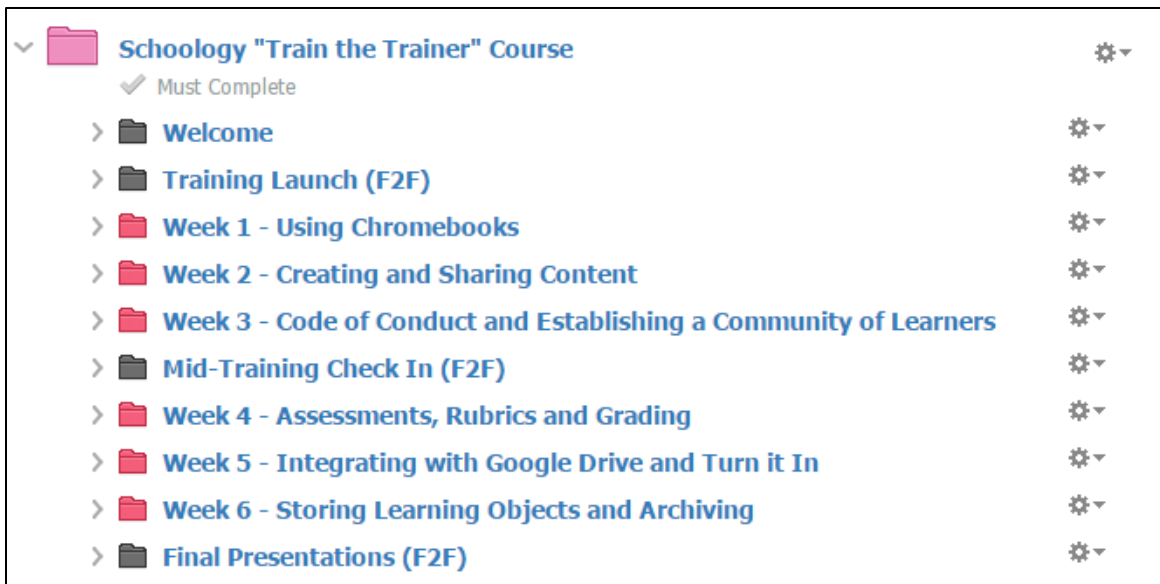 Schoology "Train the Trainer" Course
Must Complete
Welcome
Training Launch (F2F)
Week 1 - Using Chromebooks
Week 2 - Creating and Sharing Content
Week 3 - Code of Conduct and Establishing a Community of Learners
Mid-Training Check In (F2F)
Week 4 - Assessments, Rubrics and Grading
Week 5 - Integrating with Google Drive and Turn it In
Week 6 - Storing Learning Objects and Archiving
Final Presentations (F2F)